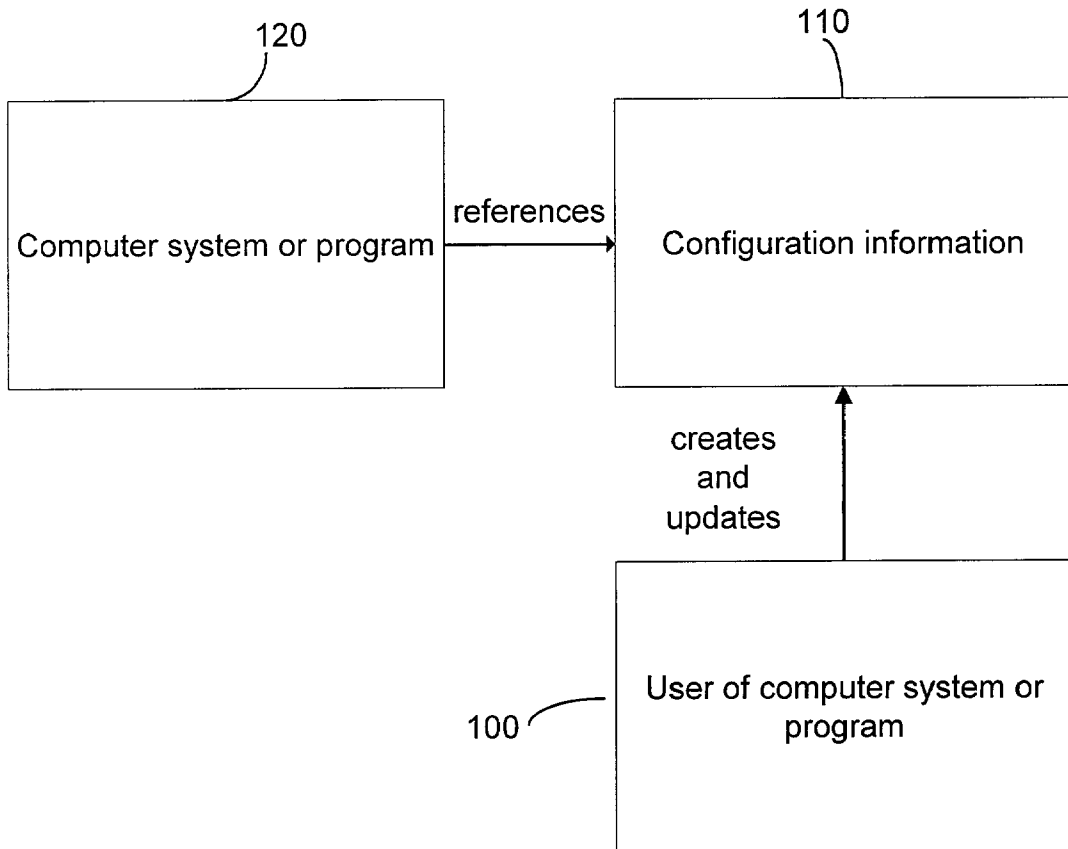 120
110
Computer system or program
references
Configuration information
creates
and
updates
100
User of computer system or
program